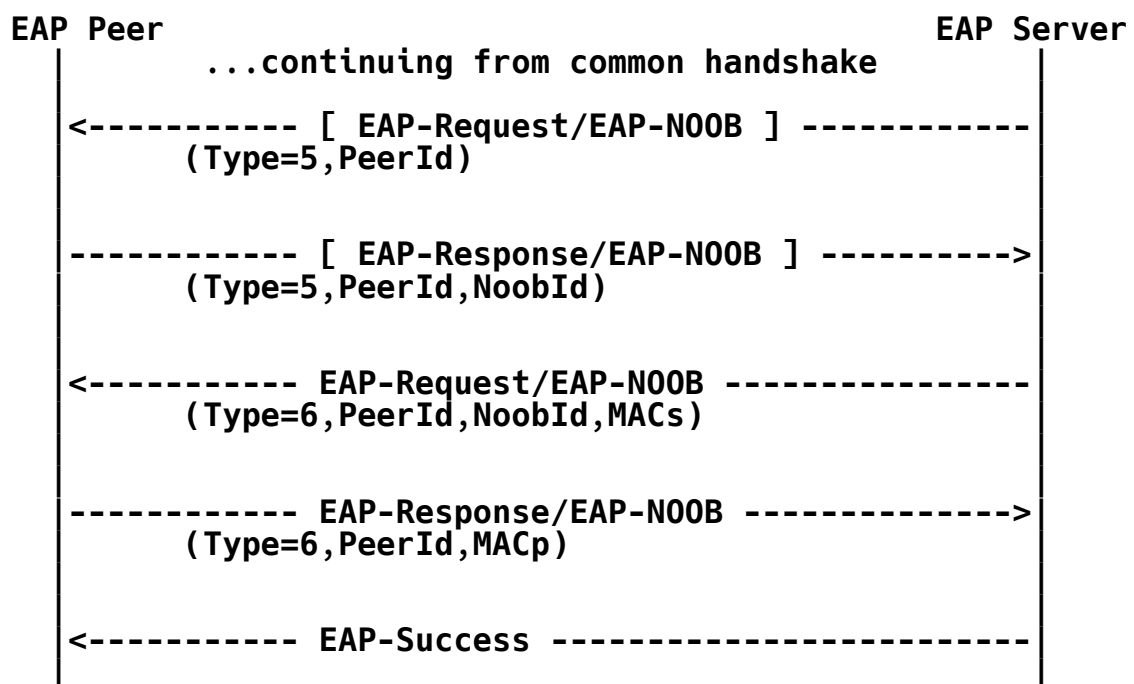 EAP Peer EAP Server
...continuing from common handshake
<----------- [ EAP-Request/EAP-NOOB ] ------------
(Type=5,PeerId)
------------ [ EAP-Response/EAP-NOOB ] ---------->
(Type=5,PeerId,NoobId)
<----------- EAP-Request/EAP-NOOB ----------------
(Type=6,PeerId,NoobId,MACs)
------------ EAP-Response/EAP-NOOB -------------->
(Type=6,PeerId,MACp)
<----------- EAP-Success -------------------------